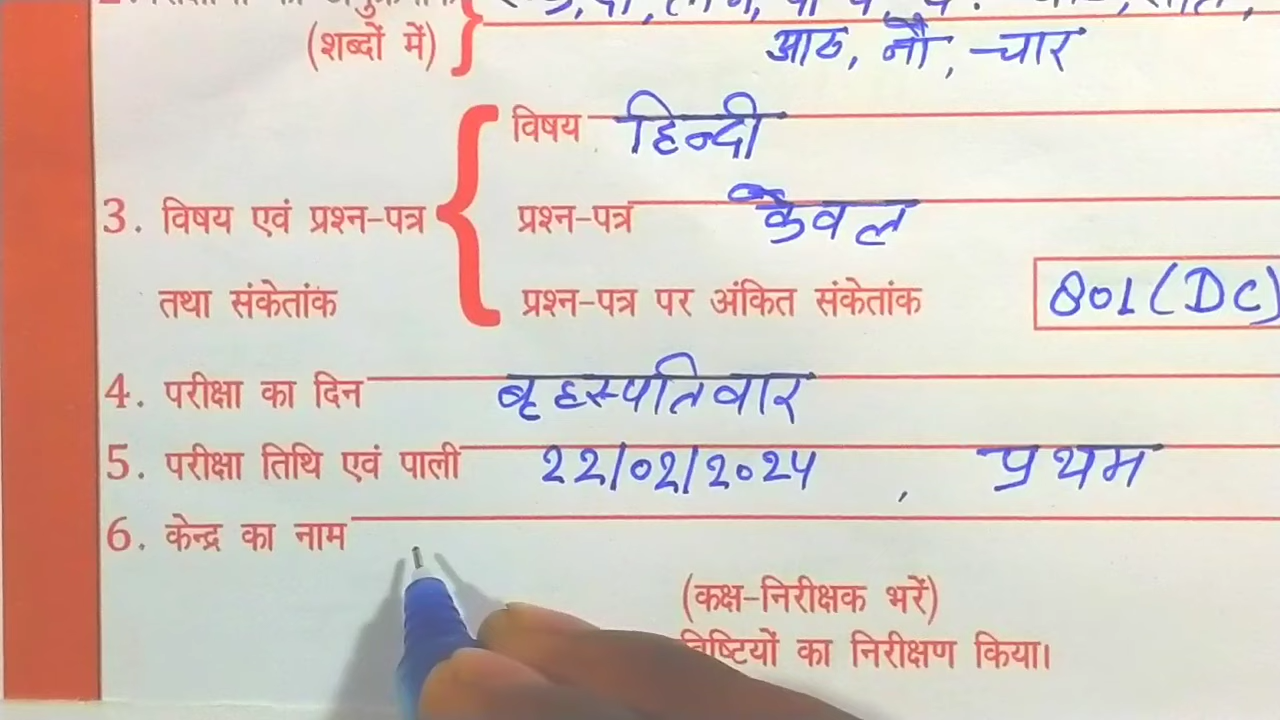 (शब्दों में)
आठ, नौ, चार
विषय हिन्दी
3. विषय एवं प्रश्न-पत्र
प्रश्न-पत्र केवल
तथा संकेतांक
प्रश्न-पत्र पर अंकित संकेतांक 801(DC)
4. परीक्षा का दिन बृहस्पतिवार
5. परीक्षा तिथि एवं पाली 22/02/2024, प्रथम
6. केन्द्र का नाम
(कक्ष-निरीक्षक भरें)
का निरीक्षण किया।